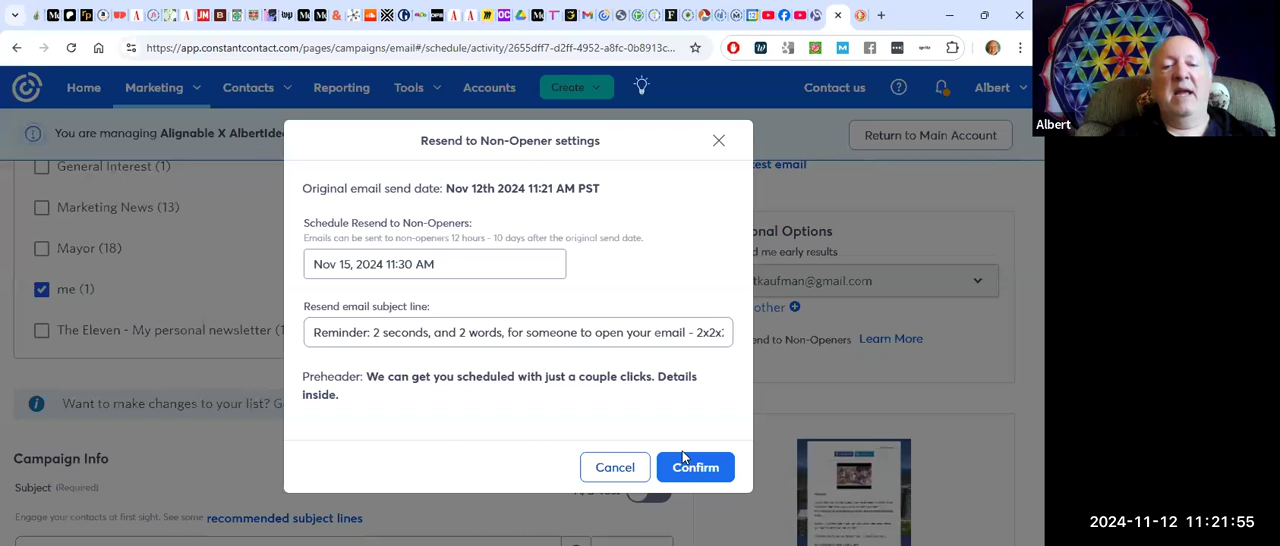 https://app.constantcontact.com/pages/campaigns/email#/schedule/activity/2655dff7-d2ff-4952-a8fc-0b8913c...
Home
Marketing
Contacts
Reporting
Tools
Accounts
Create
Contact us
Albert
Albert
You are managing Alignable X AlbertIdea
Return to Main Account
General Interest (1)
Marketing News (13)
Mayor (18)
me (1)
The Eleven - My personal newsletter (1
Want to make changes to your list? G
Campaign Info
Subject (Required)
Engage your contacts at first sight. See some recommended subject lines
Resend to Non-Opener settings
Original email send date: Nov 12th 2024 11:21 AM PST
Schedule Resend to Non-Openers:
Emails can be sent to non-openers 12 hours - 10 days after the original send date.
Nov 15, 2024 11:30 AM
Resend email subject line:
Reminder: 2 seconds, and 2 words, for someone to open your email - 2x2x
Preheader: We can get you scheduled with just a couple clicks. Details
inside.
Cancel
Confirm
test email
onal Options
d me early results
tkaufman@gmail.com
other
nd to Non-Openers Learn More
2024-11-12 11:21:55